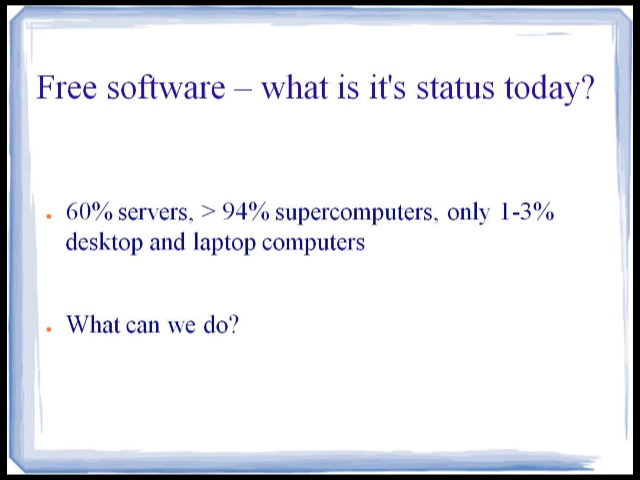 Free software – what is it's status today?
60% servers, > 94% supercomputers, only 1-3%
desktop and laptop computers
What can we do?